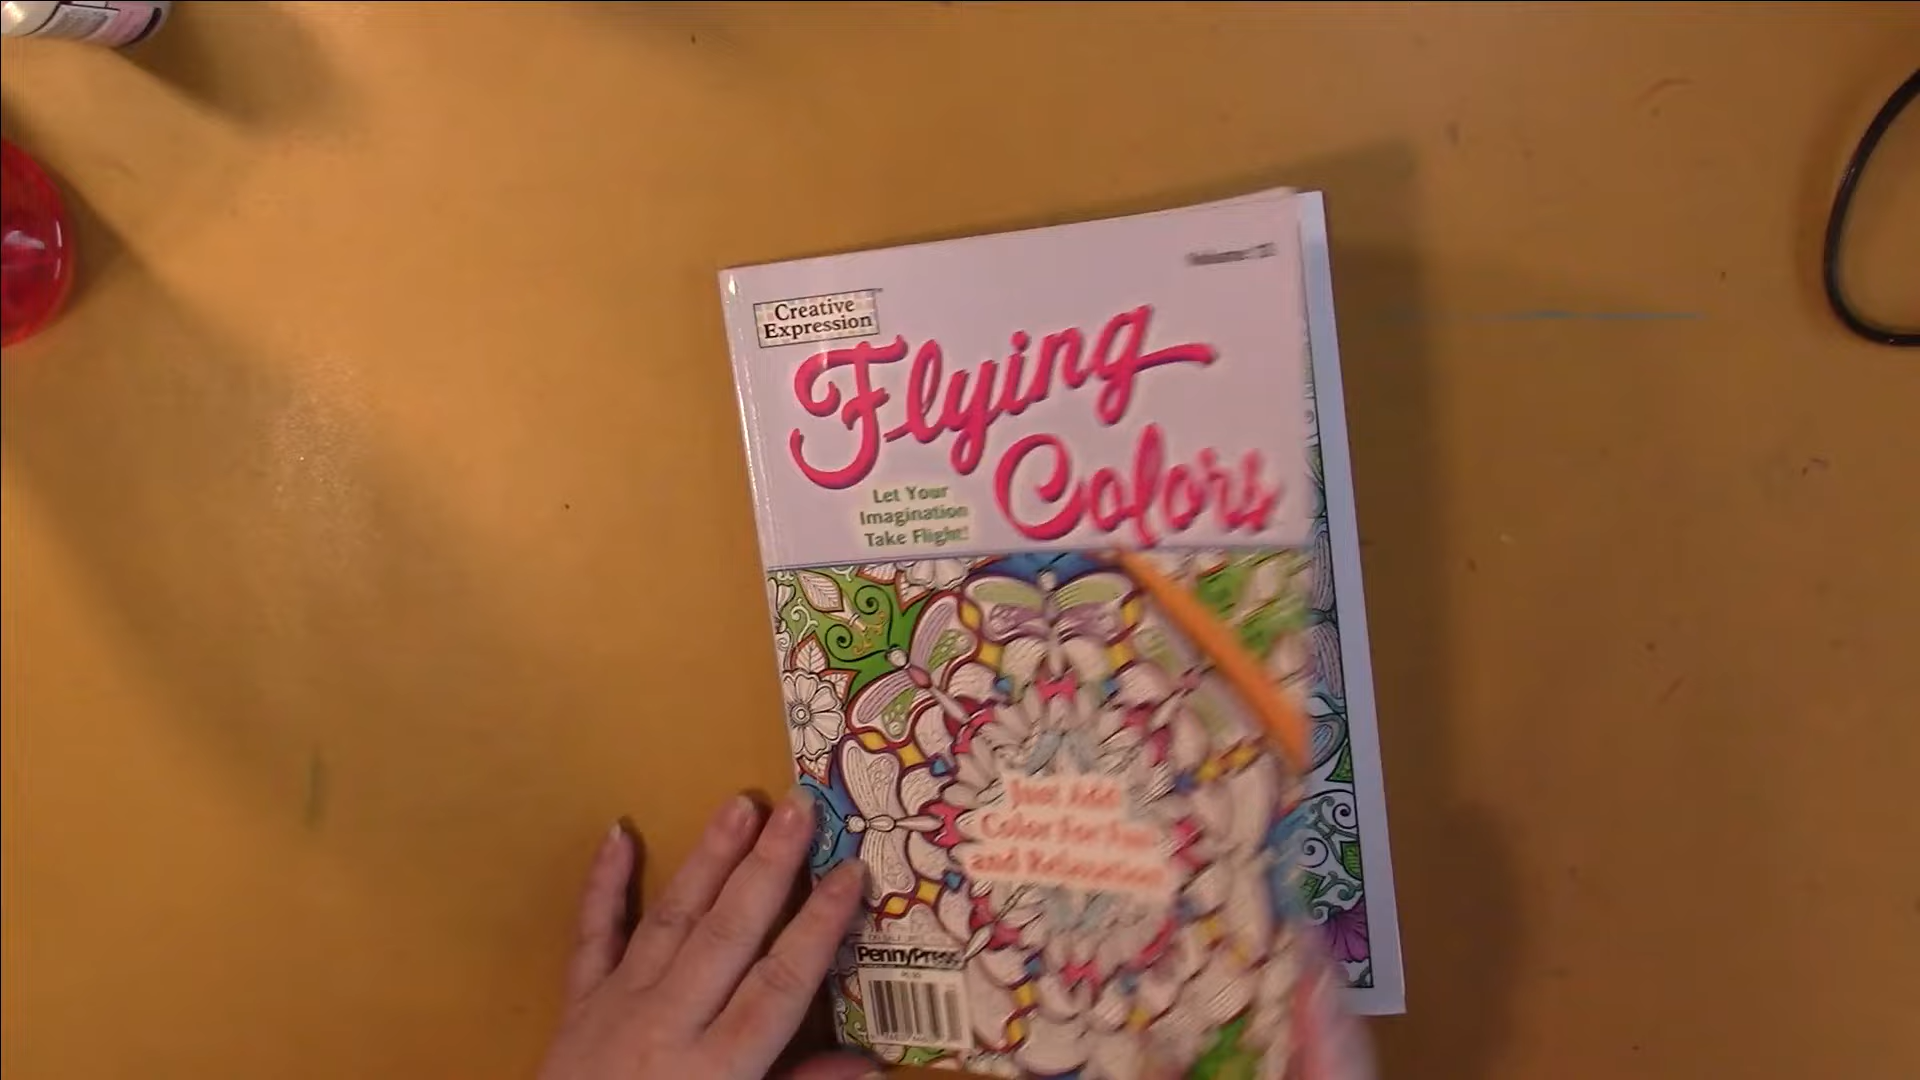 Creative
Expression
Flying
Colors
Let Your
Imagination
Take Flight!
Just Add
Color For Fun
and Relaxation!
PennyPress